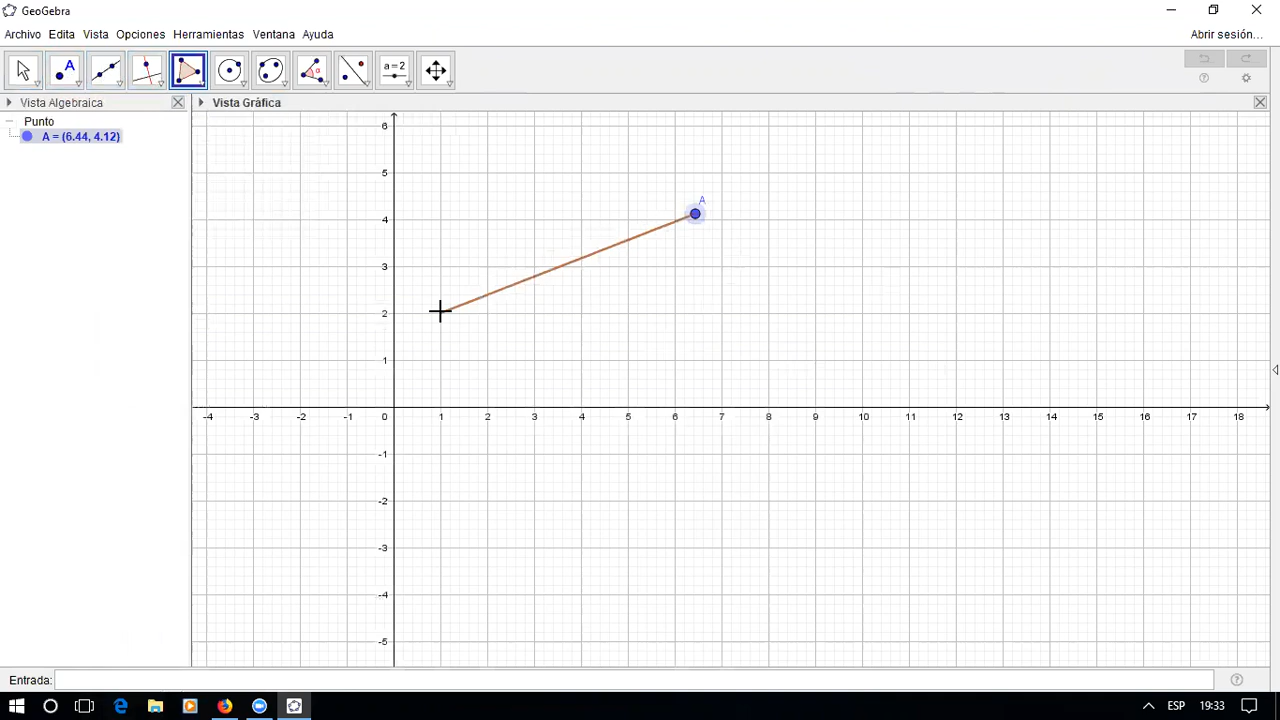 GeoGebra
Archivo Edita Vista Opciones Herramientas Ventana Ayuda Abrir sesión...
A a=2
Vista Algebraica Vista Gráfica
Punto
A = (6.44, 4.12)
A
6
5
4
3
2
1
-4 -3 -2 -1 0 1 2 3 4 5 6 7 8 9 10 11 12 13 14 15 16 17 18
-1
-2
-3
-4
-5
Entrada:
ESP 19:33